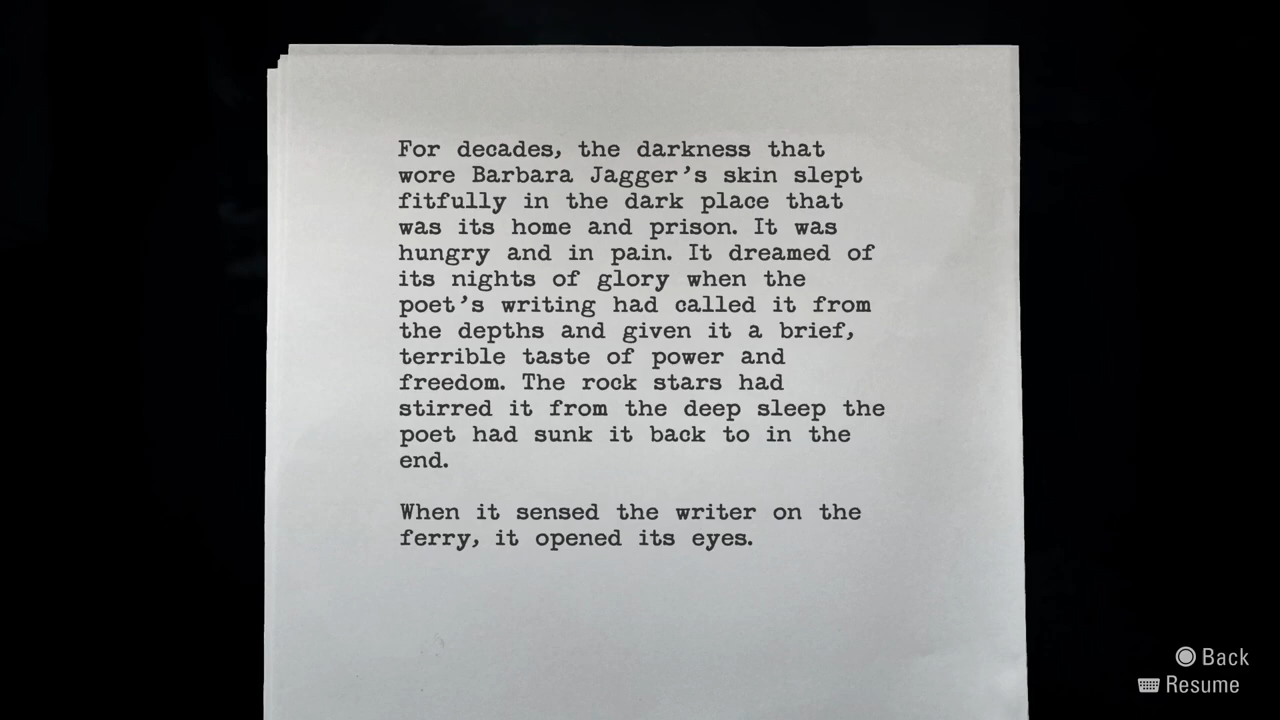 For decades, the darkness that
wore Barbara Jagger’s skin slept
fitfully in the dark place that
was its home and prison. It was
hungry and in pain. It dreamed of
its nights of glory when the
poet’s writing had called it from
the depths and given it a brief,
terrible taste of power and
freedom. The rock stars had
stirred it from the deep sleep the
poet had sunk it back to in the
end.
When it sensed the writer on the
ferry, it opened its eyes.
Back
Resume